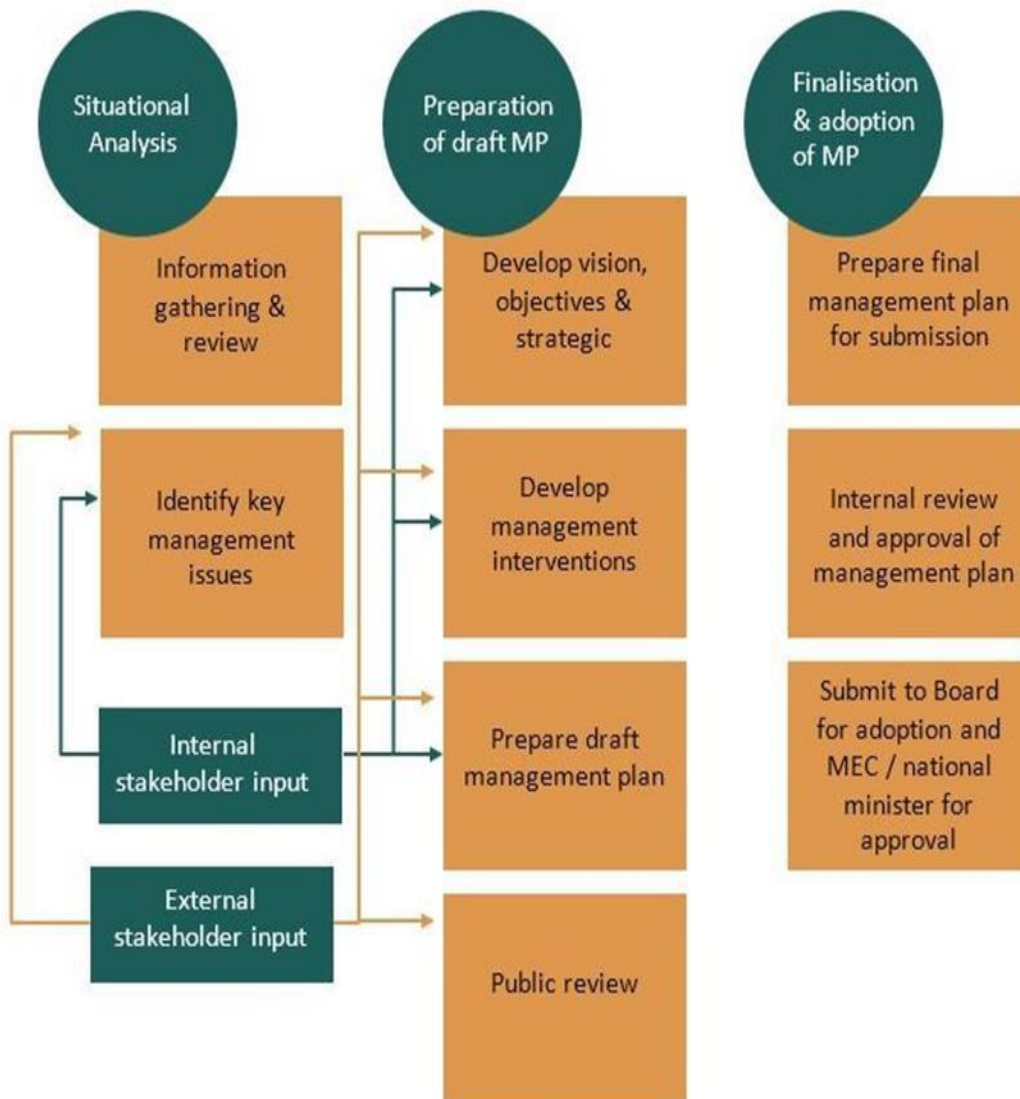 Situational
Analysis
Information
gathering &
review
Identify key
management
issues
Internal
stakeholder input
External
stakeholder input
Preparation
of draft MP
Develop vision,
objectives &
strategic
Develop
management
interventions
Prepare draft
management plan
Public review
Finalisation
& adoption
of MP
Prepare final
management plan
for submission
Internal review
and approval of
management plan
Submit to Board
for adoption and
MEC / national
minister for
approval